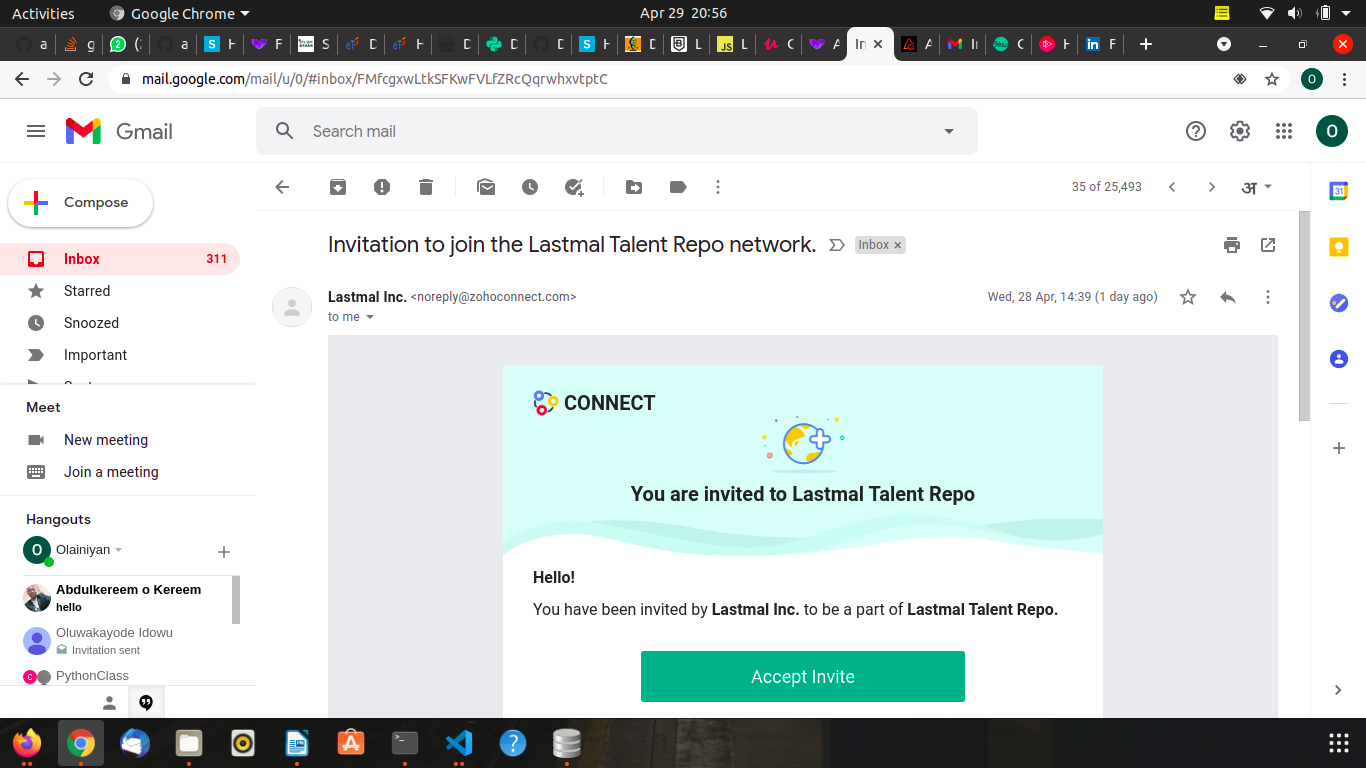 Activities
Google Chrome
Apr 29 20:56
a
g
(2
a
H
F
S
D
H
D
D
D
H
D
L
L
C
A
In
A
In
C
H
F
mail.google.com/mail/u/0/#inbox/FMfcgxwLtkSFKwFVLfZRcQqrwhxvtptC
O
Gmail
Search mail
O
Compose
35 of 25,493
अ
31
Invitation to join the Lastmal Talent Repo network.
Inbox ×
Inbox
311
Starred
Snoozed
Important
Lastmal Inc. <noreply@zohoconnect.com>
Wed, 28 Apr, 14:39 (1 day ago)
to me
Meet
New meeting
Join a meeting
Hangouts
O
Olainiyan
Abdulkereem o Kereem
hello
Oluwakayode Idowu
Invitation sent
C
PythonClass
CONNECT
You are invited to Lastmal Talent Repo
Hello!
You have been invited by Lastmal Inc. to be a part of Lastmal Talent Repo.
Accept Invite